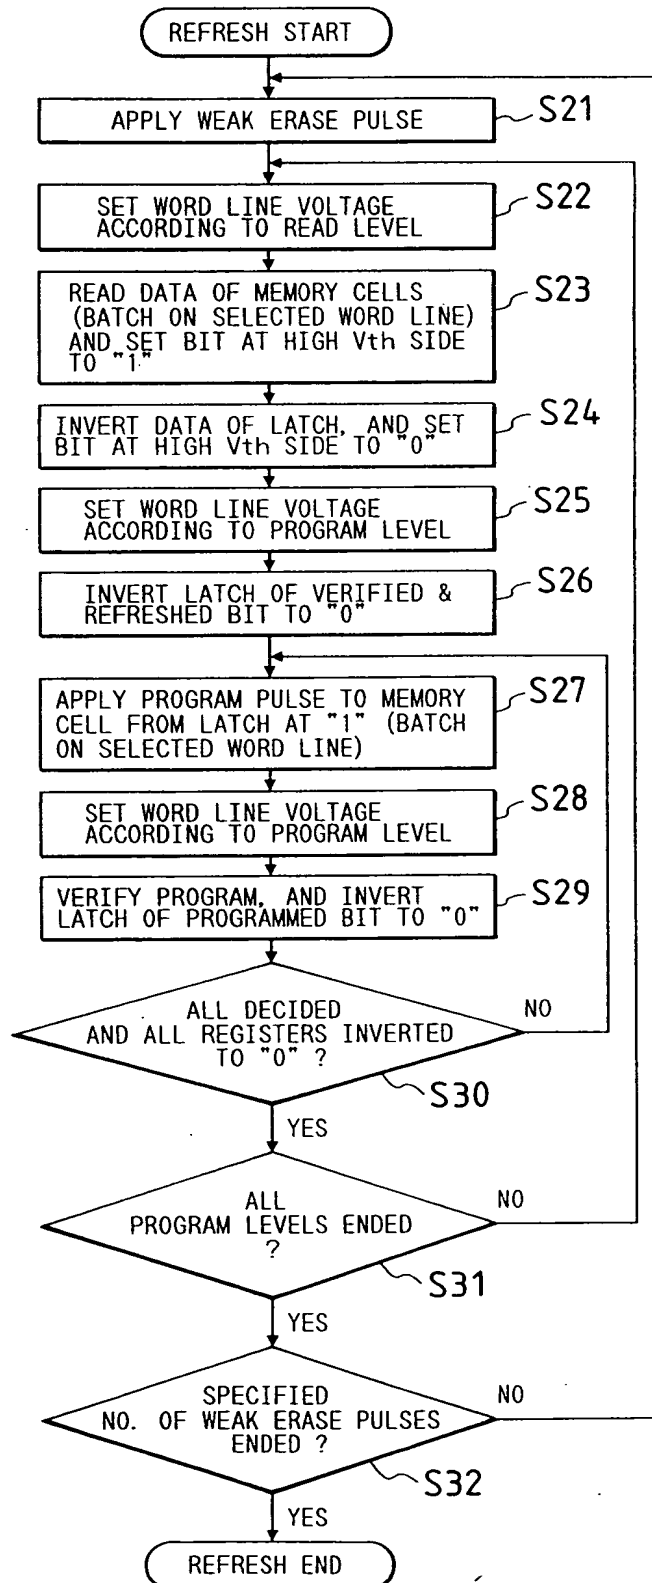 REFRESH START
APPLY WEAK ERASE PULSE
S21
SET WORD LINE VOLTAGE
ACCORDING TO READ LEVEL
S22
READ DATA OF MEMORY CELLS
(BATCH ON SELECTED WORD LINE)
AND SET BIT AT HIGH Vth SIDE
TO "1"
S23
INVERT DATA OF LATCH, AND SET
BIT AT HIGH Vth SIDE TO "0"
S24
SET WORD LINE VOLTAGE
ACCORDING TO PROGRAM LEVEL
S25
INVERT LATCH OF VERIFIED &
REFRESHED BIT TO "0"
S26
APPLY PROGRAM PULSE TO MEMORY
CELL FROM LATCH AT "1" (BATCH
ON SELECTED WORD LINE)
S27
SET WORD LINE VOLTAGE
ACCORDING TO PROGRAM LEVEL
S28
VERIFY PROGRAM, AND INVERT
LATCH OF PROGRAMMED BIT TO "0"
S29
ALL DECIDED
AND ALL REGISTERS INVERTED
TO "0" ?
NO
S30
YES
ALL
PROGRAM LEVELS ENDED
?
NO
S31
YES
SPECIFIED
NO. OF WEAK ERASE PULSES
ENDED ?
NO
S32
YES
REFRESH END